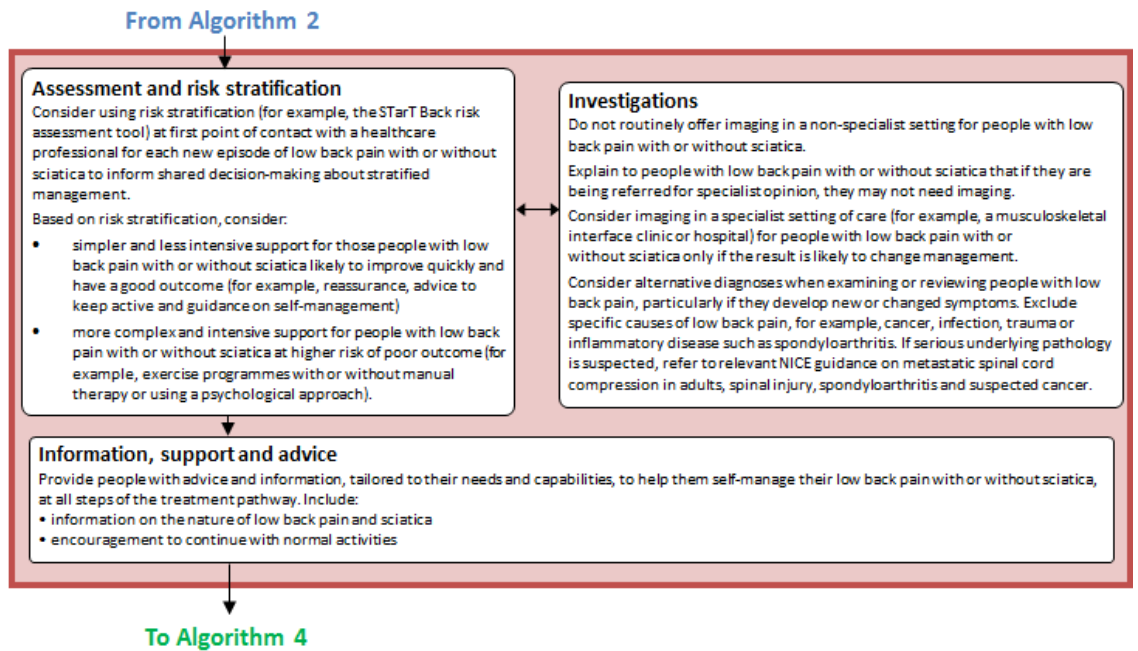 From Algorithm 2
Assessment and risk stratification
Consider using risk stratification (for example, the STarT Back risk
assessment tool) at first point of contact with a healthcare
professional for each new episode of low back pain with or without
sciatica to inform shared decision-making about stratified
management.
Based on risk stratification, consider:
• simpler and less intensive support for those people with low
back pain with or without sciatica likely to improve quickly and
have a good outcome (for example, reassurance, advice to
keep active and guidance on self-management)
• more complex and intensive support for people with low back
pain with or without sciatica at higher risk of poor outcome (for
example, exercise programmes with or without manual
therapy or using a psychological approach).
Investigations
Do not routinely offer imaging in a non-specialist setting for people with low
back pain with or without sciatica.
Explain to people with low back pain with or without sciatica that if they are
being referred for specialist opinion, they may not need imaging.
Consider imaging in a specialist setting of care (for example, a musculoskeletal
interface clinic or hospital) for people with low back pain with or
without sciatica only if the result is likely to change management.
Consider alternative diagnoses when examining or reviewing people with low
back pain, particularly if they develop new or changed symptoms. Exclude
specific causes of low back pain, for example, cancer, infection, trauma or
inflammatory disease such as spondyloarthritis. If serious underlying pathology
is suspected, refer to relevant NICE guidance on metastatic spinal cord
compression in adults, spinal injury, spondyloarthritis and suspected cancer.
Information, support and advice
Provide people with advice and information, tailored to their needs and capabilities, to help them self-manage their low back pain with or without sciatica,
at all steps of the treatment pathway. Include:
• information on the nature of low back pain and sciatica
• encouragement to continue with normal activities
To Algorithm 4